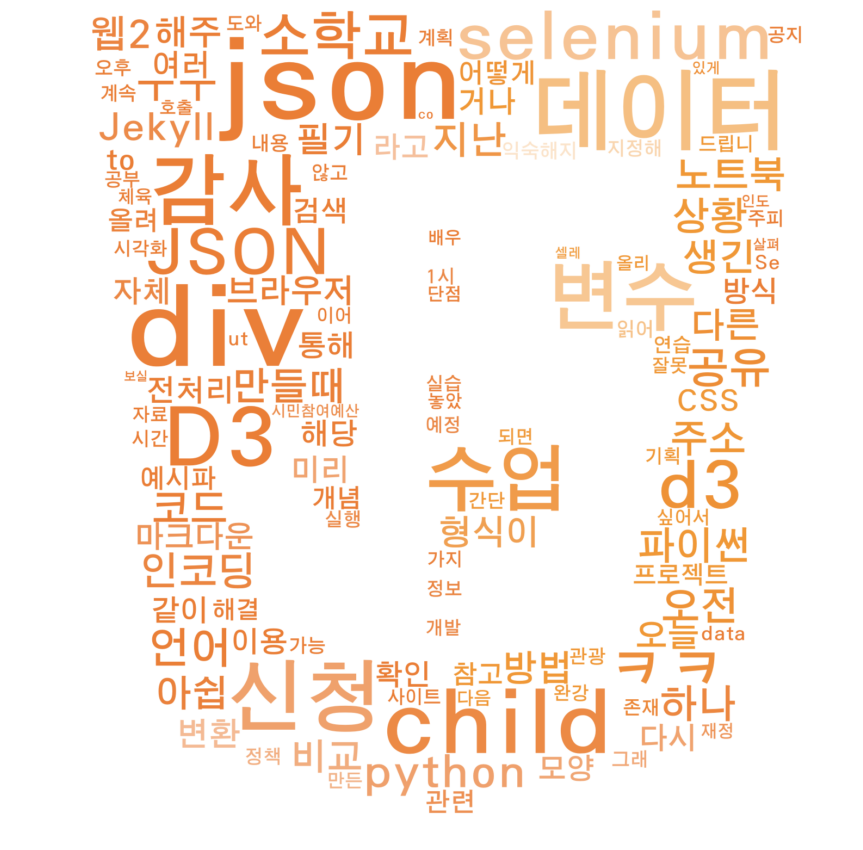 웹2해주
도와
소학교
계획
selenium
공지
오후
여러
json
어떻게
있게
계속
우우
호출
거나
데이터
co
Jekyll
내용
필기
라고
지난
익숙해지
지정해
드립니
to
공부
체육
감사
않고
노트북
올려
검색
상황
인도
주피
시각화
JSON
배우
셀레
올리
생긴
살펴
Se
자체
브라우저
1시
단점
변수
방식
div
이어
읽어
다른
ut
통해
연습
잘못
공유
보실
전처리
만들때
실습
놓았
CSS
자료
시민참여예산
D3
시간
해당
예정
되면
주소
예시파
미리
수업
기획
d3
코드
개념
간단
실행
싶어서
마크다운
형식이
파이썬
인코딩
가지
프로젝트
정보
같이
해결
오전
언어
이용
가능
개발
오늘
data
신청
확인
참고
방법
관광
ㅋㅋ
아쉽
사이트
다음
완강
존재
하나
변환
child
다시
재정
정책
비교
만든
python
모양
그래
관련